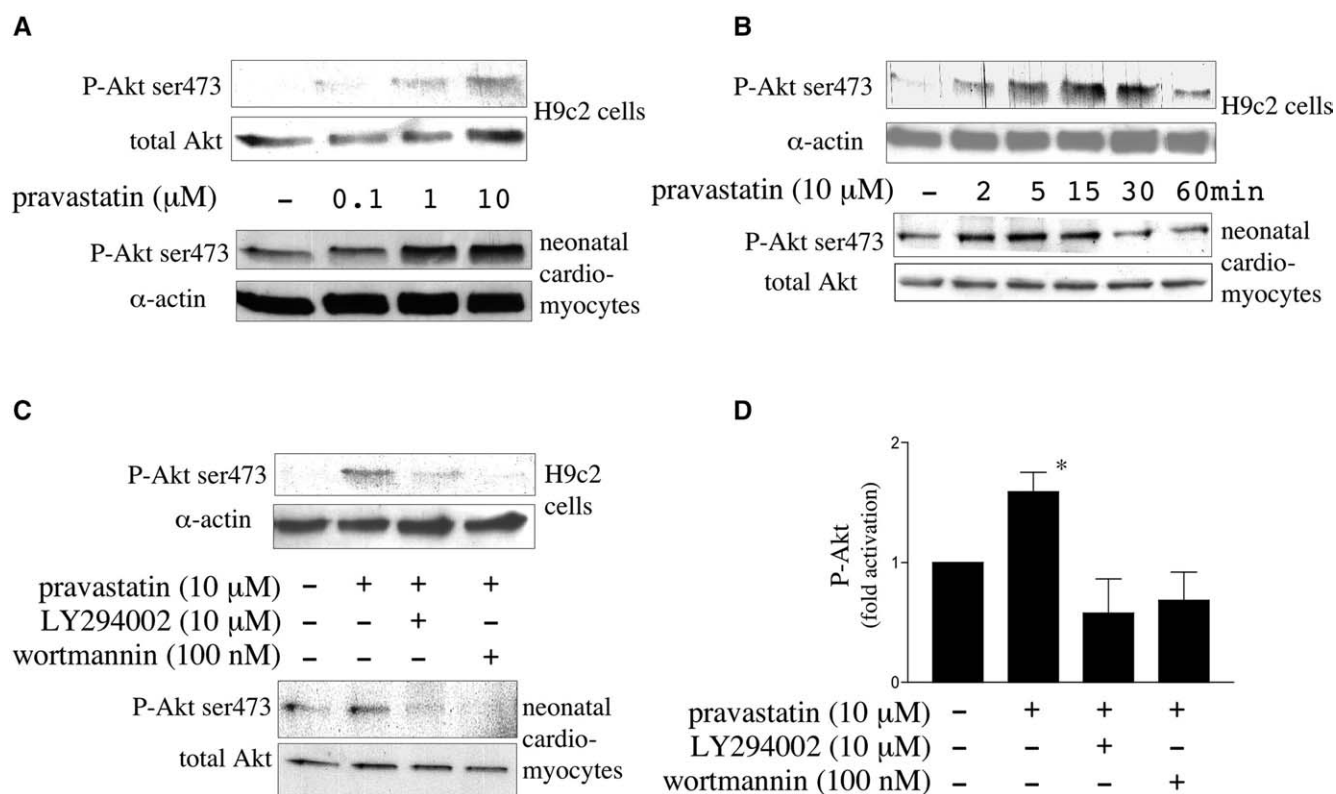 A
P-Akt ser473
total Akt
H9c2 cells
pravastatin (μM) – 0.1 1 10
P-Akt ser473
α-actin
neonatal
cardio-
myocytes
B
P-Akt ser473
α-actin
H9c2 cells
pravastatin (10 μM) – 2 5 15 30 60min
P-Akt ser473
total Akt
neonatal
cardio-
myocytes
C
P-Akt ser473
α-actin
H9c2
cells
pravastatin (10 μM) – + + +
LY294002 (10 μM) – – + –
wortmannin (100 nM) – – – +
P-Akt ser473
total Akt
neonatal
cardio-
myocytes
D
P-Akt
(fold activation)
2
1
0
*
pravastatin (10 μM) – + + +
LY294002 (10 μM) – – + –
wortmannin (100 nM) – – – +